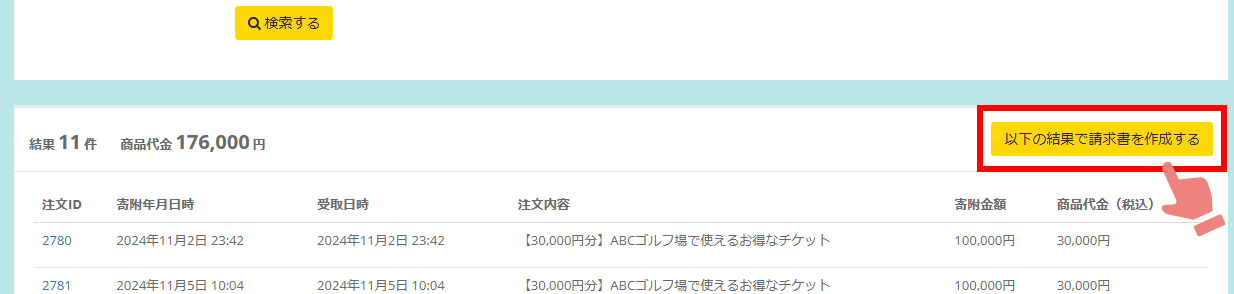 検索する
結果 11 件 商品代金 176,000 円 以下の結果で請求書を作成する
注文ID 寄附年月日時 受取日時 注文内容 寄附金額 商品代金（税込）
2780 2024年11月2日 23:42 2024年11月2日 23:42 【30,000円分】ABCゴルフ場で使えるお得なチケット 100,000円 30,000円
2781 2024年11月5日 10:04 2024年11月5日 10:04 【30,000円分】ABCゴルフ場で使えるお得なチケット 100,000円 30,000円